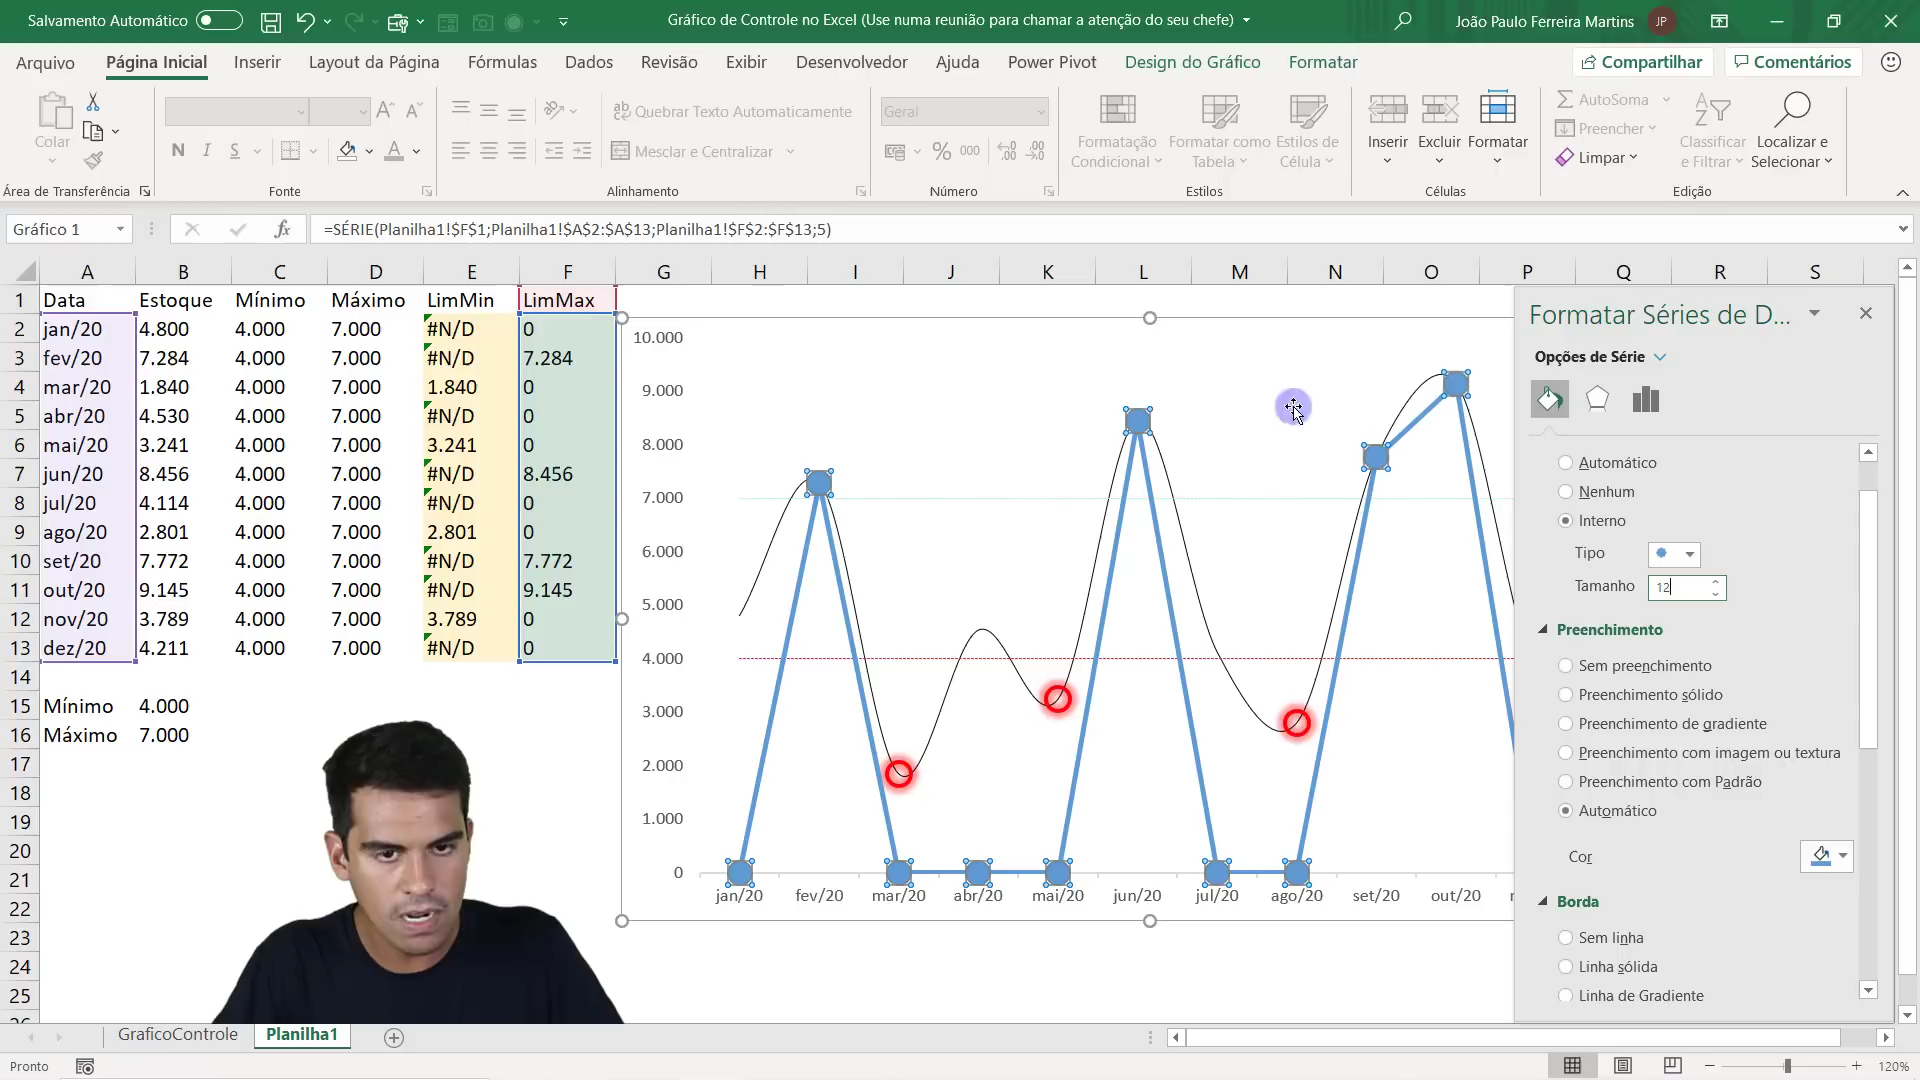 Salvamento Automático
Gráfico de Controle no Excel (Use numa reunião para chamar a atenção do seu chefe)
João Paulo Ferreira Martins
JP
Arquivo
Página Inicial
Inserir
Layout da Página
Fórmulas
Dados
Revisão
Exibir
Desenvolvedor
Ajuda
Power Pivot
Design do Gráfico
Formatar
Compartilhar
Comentários
Colar
Área de Transferência
N I S
A
Fonte
Quebrar Texto Automaticamente
Mesclar e Centralizar
Alinhamento
Geral
% 000
Número
Formatação Condicional
Formatar como Tabela
Estilos de Célula
Estilos
Inserir
Excluir
Formatar
Células
AutoSoma
Preencher
Limpar
Classificar e Filtrar
Localizar e Selecionar
Edição
Gráfico 1
fx
=SÉRIE(Planilha1!$F$1;Planilha1!$A$2:$A$13;Planilha1!$F$2:$F$13;5)
A B C D E F G H I J K L M N O P Q R S
1 Data Estoque Mínimo Máximo LimMin LimMax
2 jan/20 4.800 4.000 7.000 #N/D 0
3 fev/20 7.284 4.000 7.000 #N/D 7.284
4 mar/20 1.840 4.000 7.000 1.840 0
5 abr/20 4.530 4.000 7.000 #N/D 0
6 mai/20 3.241 4.000 7.000 3.241 0
7 jun/20 8.456 4.000 7.000 #N/D 8.456
8 jul/20 4.114 4.000 7.000 #N/D 0
9 ago/20 2.801 4.000 7.000 2.801 0
10 set/20 7.772 4.000 7.000 #N/D 7.772
11 out/20 9.145 4.000 7.000 #N/D 9.145
12 nov/20 3.789 4.000 7.000 3.789 0
13 dez/20 4.211 4.000 7.000 #N/D 0
14
15 Mínimo 4.000
16 Máximo 7.000
17
18
19
20
21
22
23
24
25
10.000
9.000
8.000
7.000
6.000
5.000
4.000
3.000
2.000
1.000
0
jan/20 fev/20 mar/20 abr/20 mai/20 jun/20 jul/20 ago/20 set/20 out/20
Formatar Séries de D...
Opções de Série
Automático
Nenhum
Interno
Tipo
Tamanho 12
Preenchimento
Sem preenchimento
Preenchimento sólido
Preenchimento de gradiente
Preenchimento com imagem ou textura
Preenchimento com Padrão
Automático
Cor
Borda
Sem linha
Linha sólida
Linha de Gradiente
GraficoControle
Planilha1
Pronto
120%